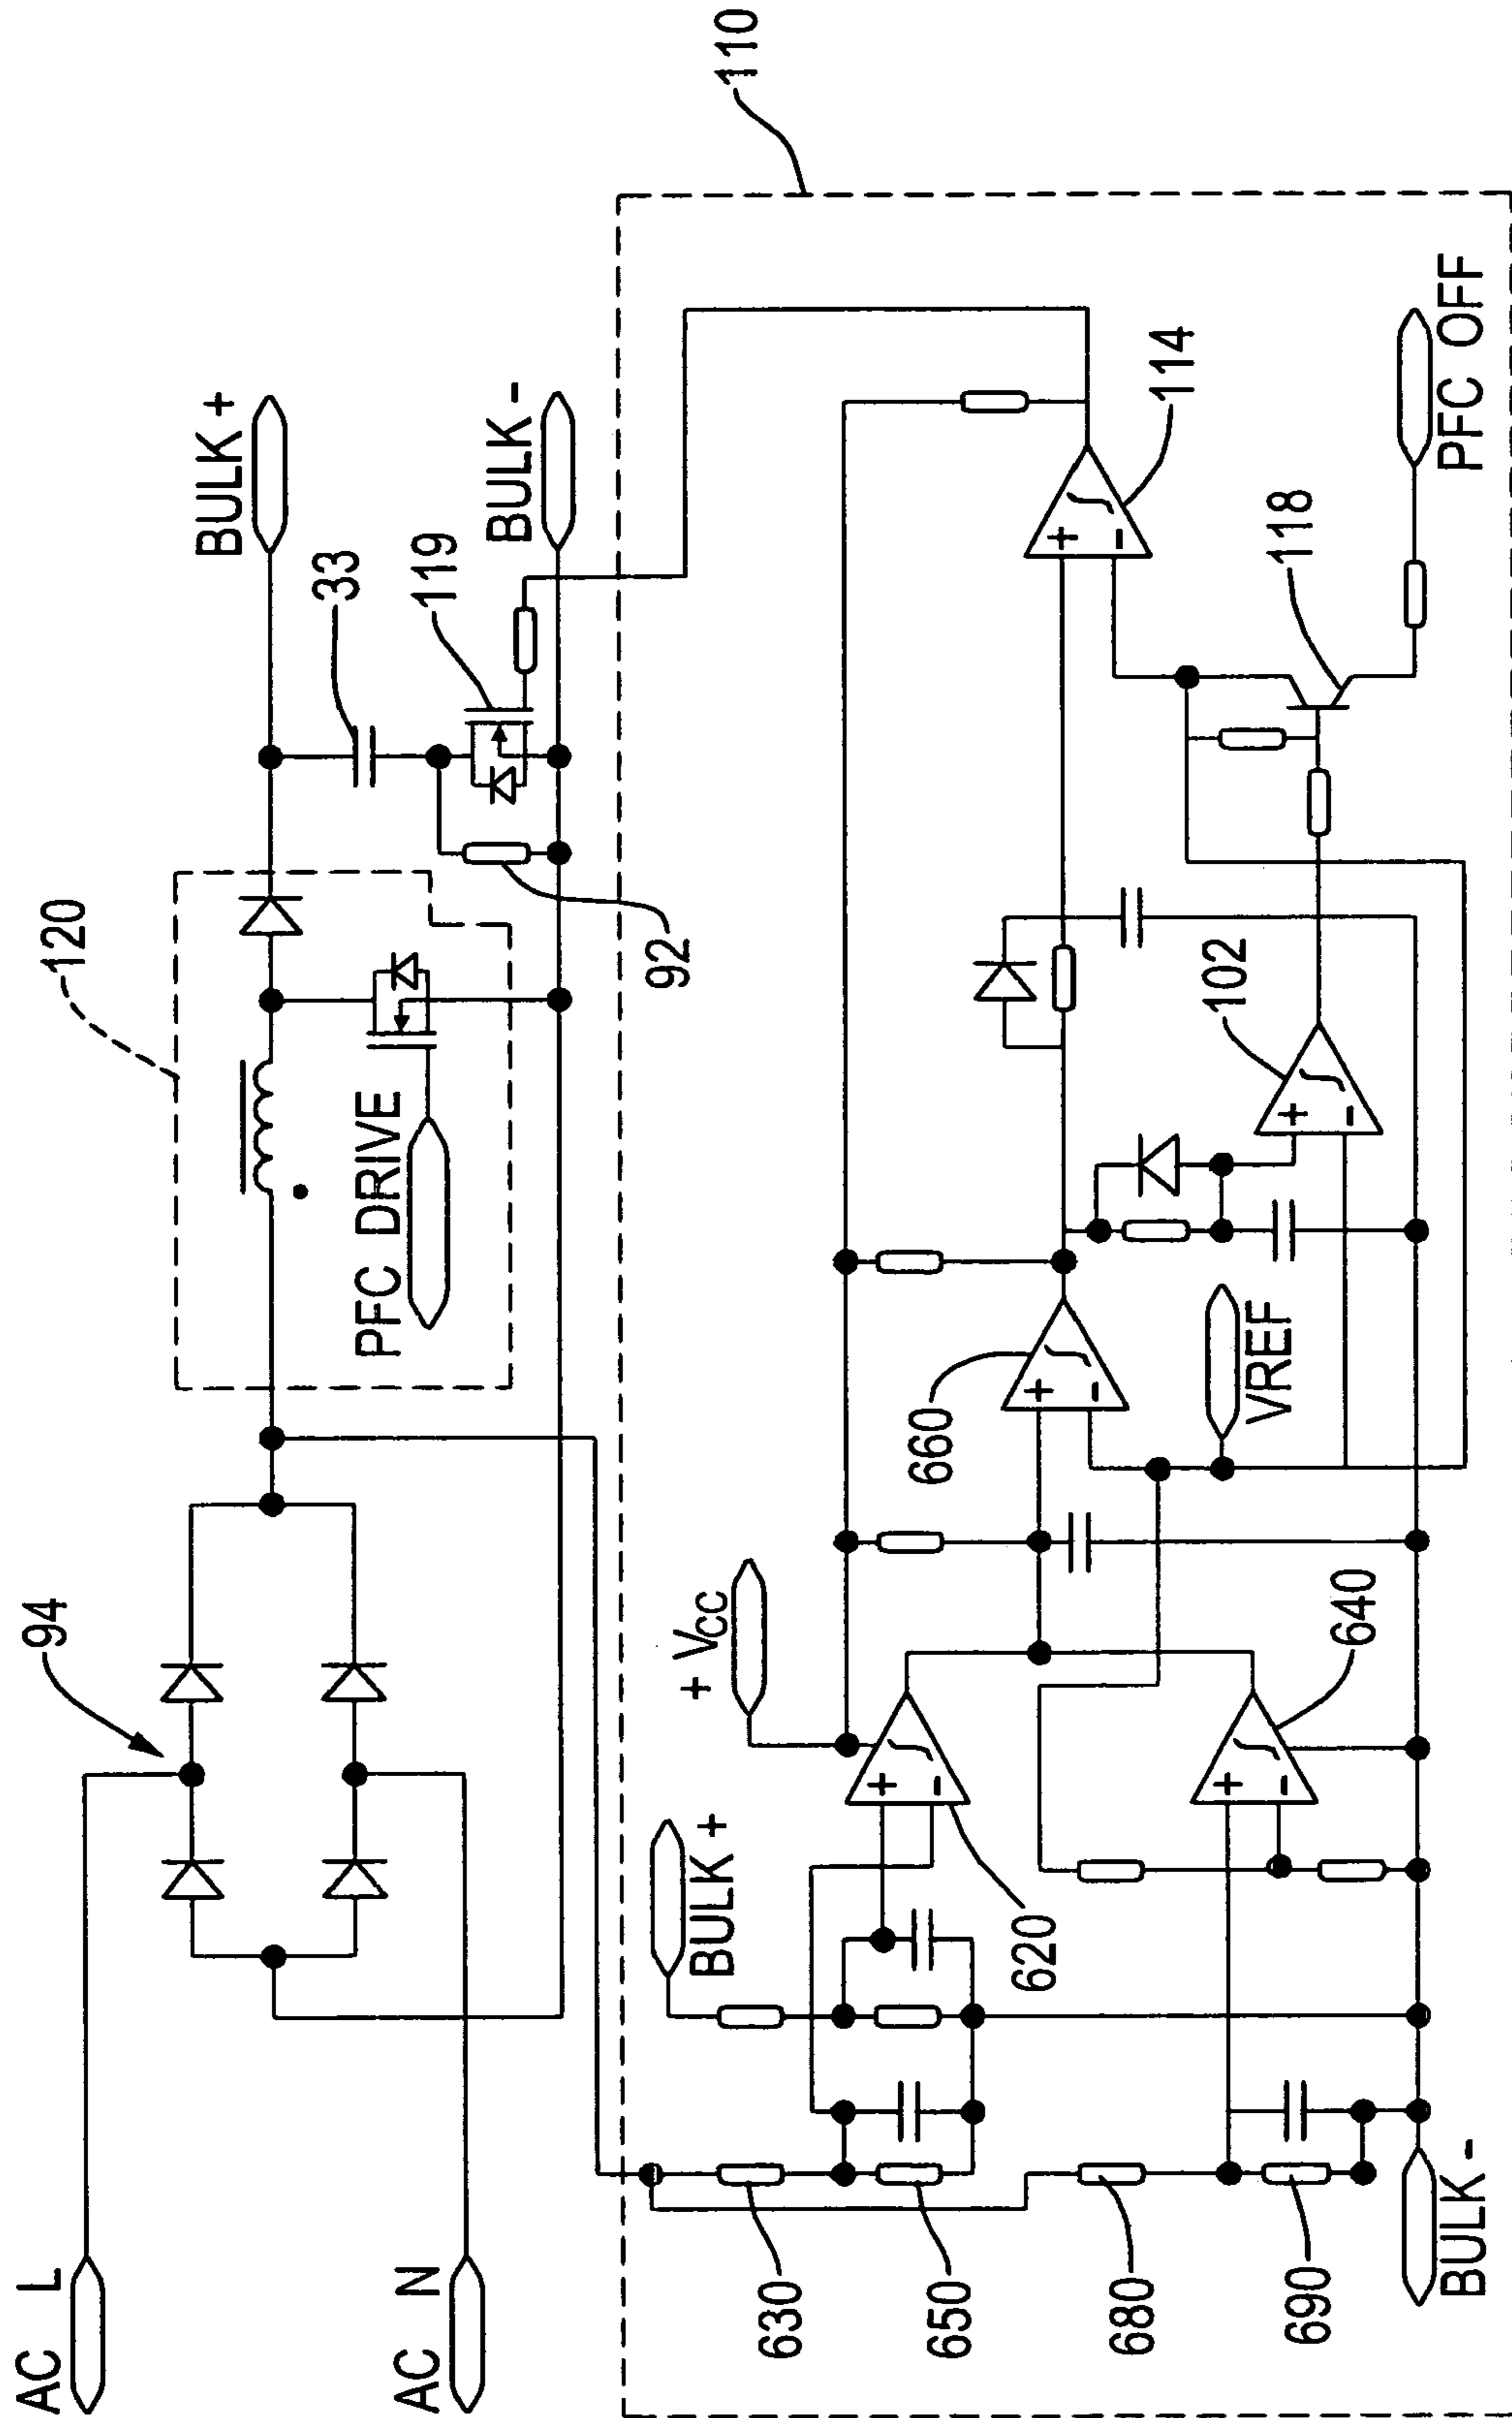 AC L
AC N
94
120
PFC DRIVE
BULK +
33
119
BULK -
92
110
BULK +
+ VCC
620
660
VREF
640
102
114
118
PFC OFF
630
650
680
690
BULK -